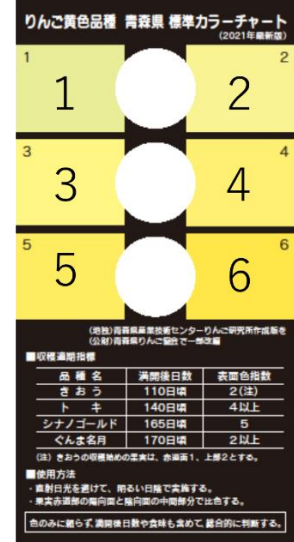 りんご黄色品種 青森県 標準カラーチャート
(2021年最新版)
1 2
1 2
3 4
3 4
5 6
5 6
(地独)青森県産業技術センターりんご研究所作成版を
(公財)青森県りんご協会で一部改編
■収穫適期指標
品種名 満開後日数 表面色指数
きおう 110日頃 2(注)
トキ 140日頃 4以上
シナノゴールド 165日頃 5
ぐんま名月 170日頃 2以上
(注) きおうの収穫始めの果実は、赤道面1、上部2とする。
■使用方法
・直射日光を避けて、明るい日陰で実施する。
・果実赤道部の陽向面と陰向面の中間部分で比色する。
色のみに頼らず、満開後日数や食味も含めて、総合的に判断する。